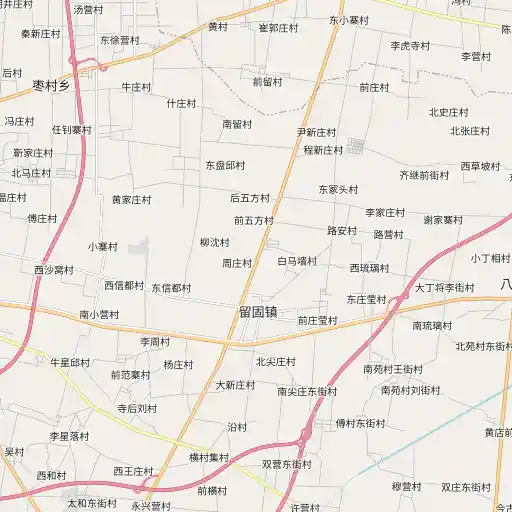 汤营村
冯村
黄村
崔郭庄村
东小寨村
秦新庄村
东徐营村
李虎寺村
李营村
后村
枣村乡
牛庄村
前留村
前庄村
什庄村
北史庄村
冯庄村
任钊寨村
南留村
尹新庄村
北张庄村
程新庄村
靳家庄村
北马庄村
东盘邱村
西草坡村
齐继前街村
温庄村
黄家庄村
后五方村
东冢头村
傅庄村
前五方村
李家庄村
谢家寨村
路安村
路营村
小寨村
柳沈村
西沙窝村
周庄村
白马墙村
西琉璃村
小丁相村
西信都村
东信都村
大丁将李街村
八
东庄莹村
南小营村
留固镇
前庄莹村
南琉璃村
李周村
北苑村东街村
牛星邱村
杨庄村
北尖庄村
前范寨村
南苑村王街村
大新庄村
南尖庄东街村
南苑村刘街村
寺后刘村
沿村
傅村东街村
黄店前
李星落村
吴村
横村集村
西和村
西王庄村
双营东街村
前横村
穆营村
双庄东街村
太和东街村
永兴营村
许营村
今古